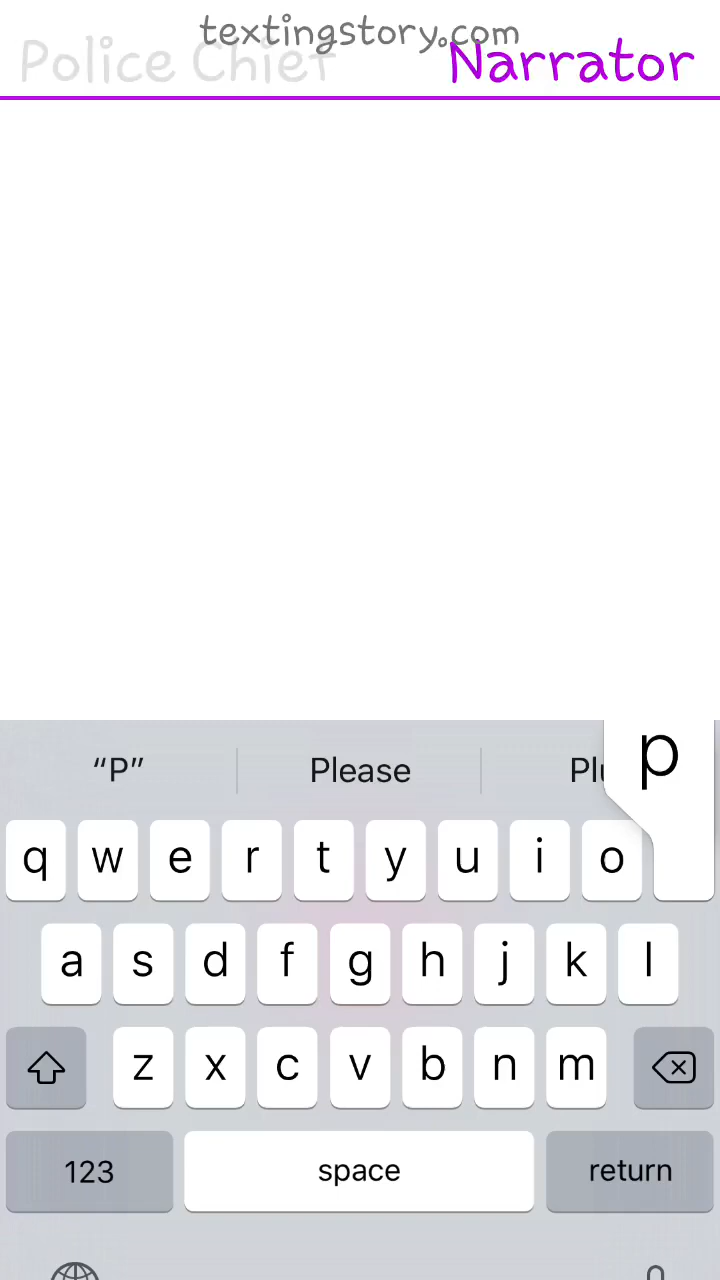 textingstory.com
Police Chief Narrator
“P” Please
p
q w e r t y u i o
a s d f g h j k l
z x c v b n m
123 space return